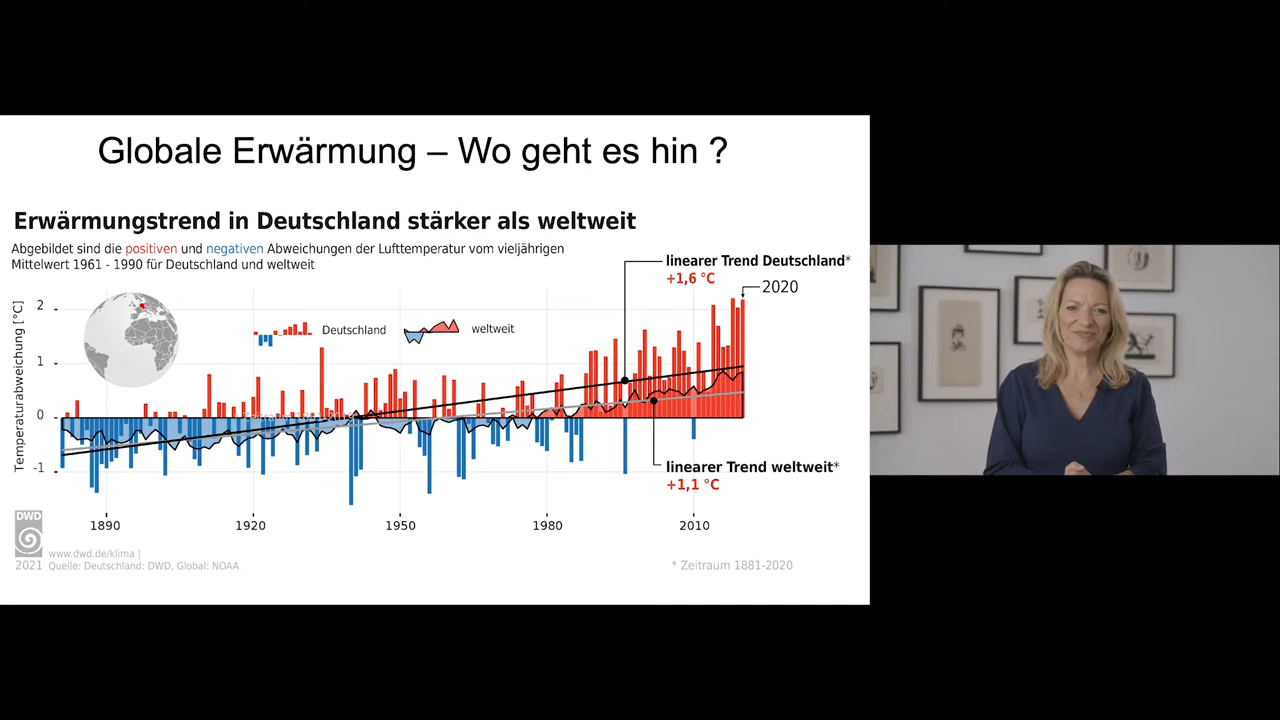 Globale Erwärmung – Wo geht es hin ?
Erwärmungstrend in Deutschland stärker als weltweit
Abgebildet sind die positiven und negativen Abweichungen der Lufttemperatur vom vieljährigen
Mittelwert 1961 - 1990 für Deutschland und weltweit
linearer Trend Deutschland*
+1,6 °C
2020
Temperaturabweichung [°C]
2
1
0
-1
Deutschland
weltweit
linearer Trend weltweit*
+1,1 °C
1890
1920
1950
1980
2010
DWD
www.dwd.de/klima |
2021 Quelle: Deutschland: DWD, Global: NOAA
* Zeitraum 1881-2020